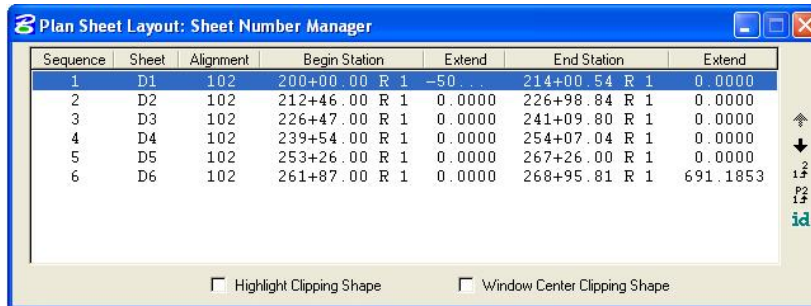 Plan Sheet Layout: Sheet Number Manager
Sequence Sheet Alignment Begin Station Extend End Station Extend
1 D1 102 200+00.00 R 1 -50... 214+00.54 R 1 0.0000
2 D2 102 212+46.00 R 1 0.0000 226+98.84 R 1 0.0000
3 D3 102 226+47.00 R 1 0.0000 241+09.80 R 1 0.0000
4 D4 102 239+54.00 R 1 0.0000 254+07.04 R 1 0.0000
5 D5 102 253+26.00 R 1 0.0000 267+26.00 R 1 0.0000
6 D6 102 261+87.00 R 1 0.0000 268+95.81 R 1 691.1853
id
Highlight Clipping Shape Window Center Clipping Shape